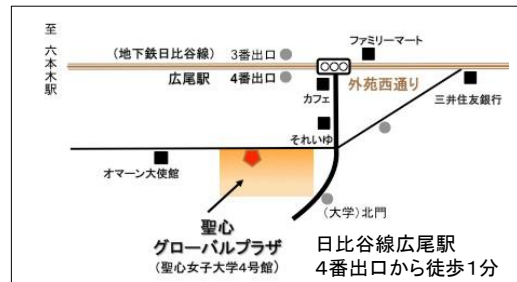 至 六本木駅
(地下鉄日比谷線) 3番出口
広尾駅 4番出口
ファミリーマート
外苑西通り
カフェ
三井住友銀行
それいゆ
オマーン大使館
(大学)北門
聖心
グローバルプラザ
(聖心女子大学4号館)
日比谷線広尾駅
4番出口から徒歩1分